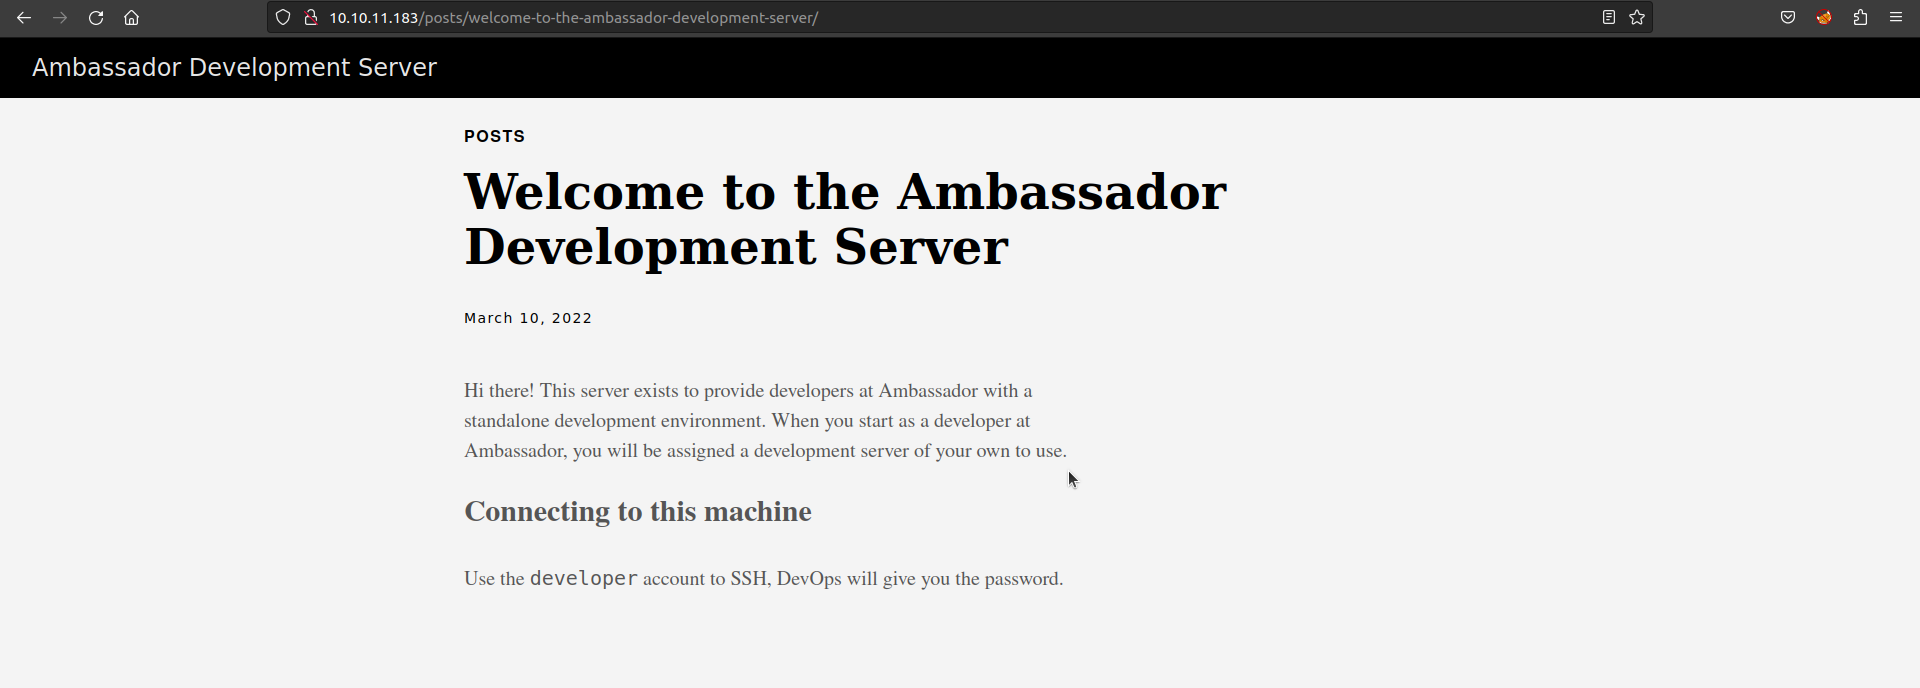 10.10.11.183/posts/welcome-to-the-ambassador-development-server/
Ambassador Development Server
POSTS
Welcome to the Ambassador
Development Server
March 10, 2022
Hi there! This server exists to provide developers at Ambassador with a
standalone development environment. When you start as a developer at
Ambassador, you will be assigned a development server of your own to use.
Connecting to this machine
Use the developer account to SSH, DevOps will give you the password.